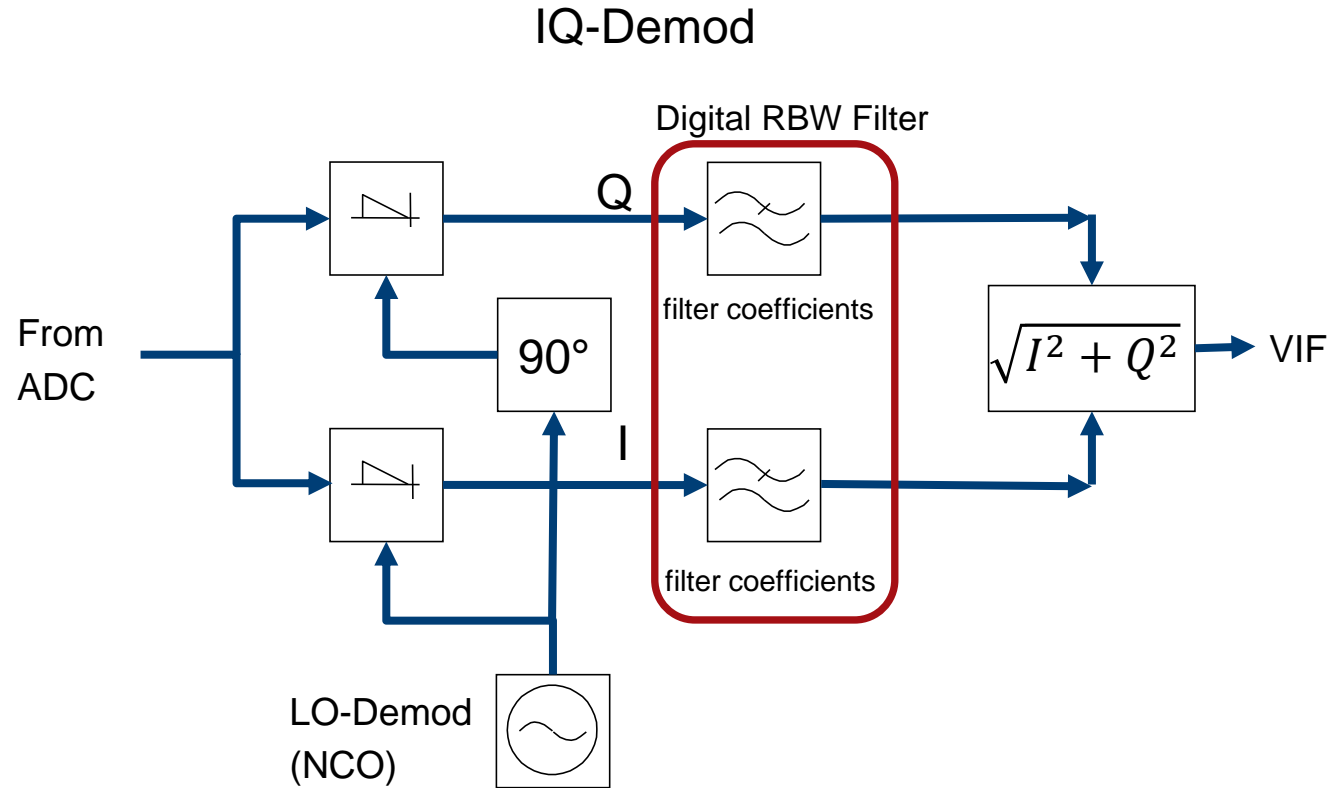 IQ-Demod
Digital RBW Filter
Q
filter coefficients
From
ADC
90°
√I² + Q²
VIF
I
filter coefficients
LO-Demod
(NCO)